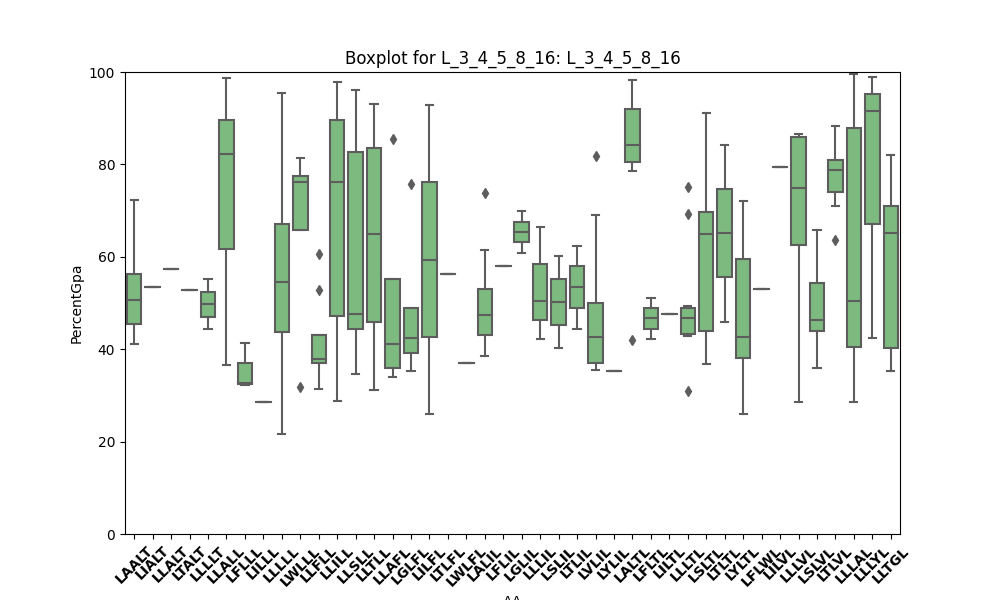 Boxplot for L_3_4_5_8_16: L_3_4_5_8_16
PercentGpa
100
80
60
40
20
0
LAALT
LIALT
LLALT
LTALT
LLLLT
LLALL
LFLLL
LILLL
LLLLL
LWLLL
LLFLL
LLILL
LLSLL
LLTLL
LLAFL
LGLFL
LILFL
LTLFL
LWLFL
LALIL
LFLIL
LGLIL
LLLIL
LSLIL
LTLIL
LVLIL
LYLIL
LALTL
LFLTL
LILTL
LLLTL
LSLTL
LTLTL
LYLTL
LFLWL
LILVL
LLLVL
LSLVL
LTLVL
LLLAL
LLLYL
LLTGL